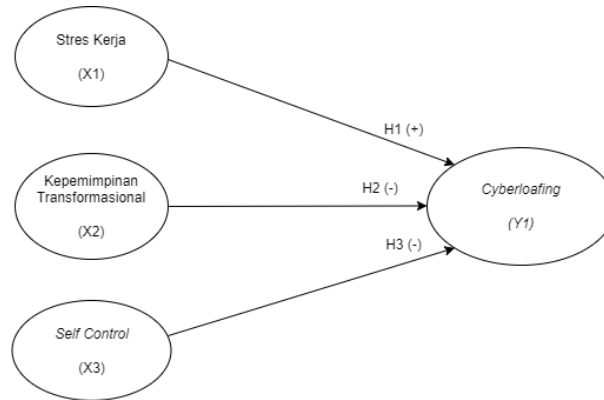 Stres Kerja
(X1)
H1 (+)
Kepemimpinan
Transformasional
(X2)
H2 (-)
Cyberloafing
(Y1)
H3 (-)
Self Control
(X3)